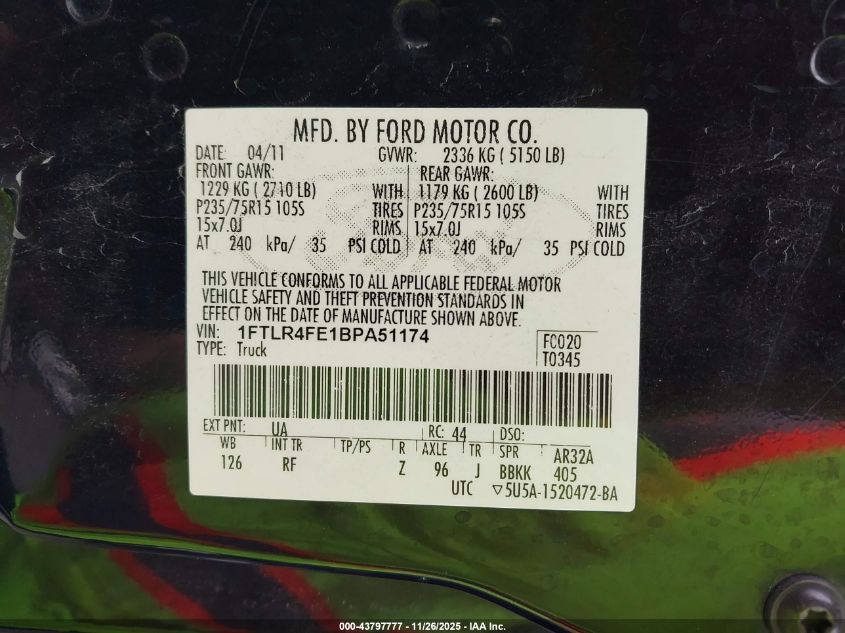 MFD. BY FORD MOTOR CO.
DATE: 04/11 GVWR: 2336 KG ( 5150 LB)
FRONT GAWR: REAR GAWR:
1229 KG ( 2710 LB) WITH 1179 KG ( 2600 LB) WITH
P235/75R15 105S TIRES P235/75R15 105S TIRES
15x7.0J RIMS 15x7.0J RIMS
AT 240 kPa/ 35 PSI COLD AT 240 kPa/ 35 PSI COLD
THIS VEHICLE CONFORMS TO ALL APPLICABLE FEDERAL MOTOR
VEHICLE SAFETY AND THEFT PREVENTION STANDARDS IN
EFFECT ON THE DATE OF MANUFACTURE SHOWN ABOVE.
VIN: 1FTLR4FE1BPA51174 FC020
TYPE: Truck T0345
EXT PNT: UA RC: 44 DSO:
WB INT TR TP/PS R AXLE TR SPR AR32A
126 RF Z 96 J BBKK 405
UTC ▽5U5A-1520472-BA
000-43797777 - 11/26/2025 - IAA Inc.